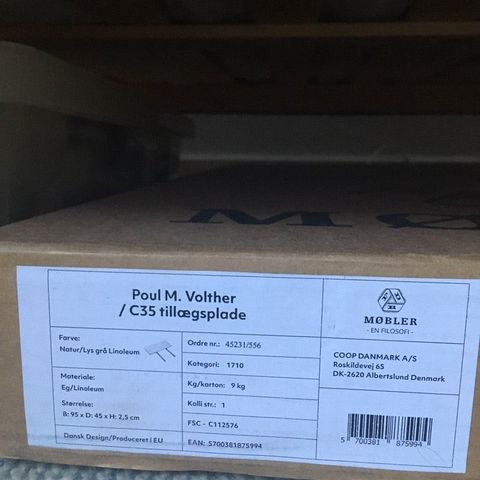 MØ
Poul M. Volther
/ C35 tillægsplade
Farve:
Natur/Lys grå Linoleum
Materiale:
Eg/Linoleum
Størrelse:
B: 95 x D: 45 x H: 2,5 cm
Dansk Design/Produceret i EU
Ordre nr.: 45231/556
Kategori: 1710
Kg/karton: 9 kg
Kolli str.: 1
FSC - C112576
EAN: 5700381875994
MØBLER
- EN FILOSOFI -
COOP DANMARK A/S
Roskildevej 65
DK-2620 Albertslund Denmark
5 700381 875994